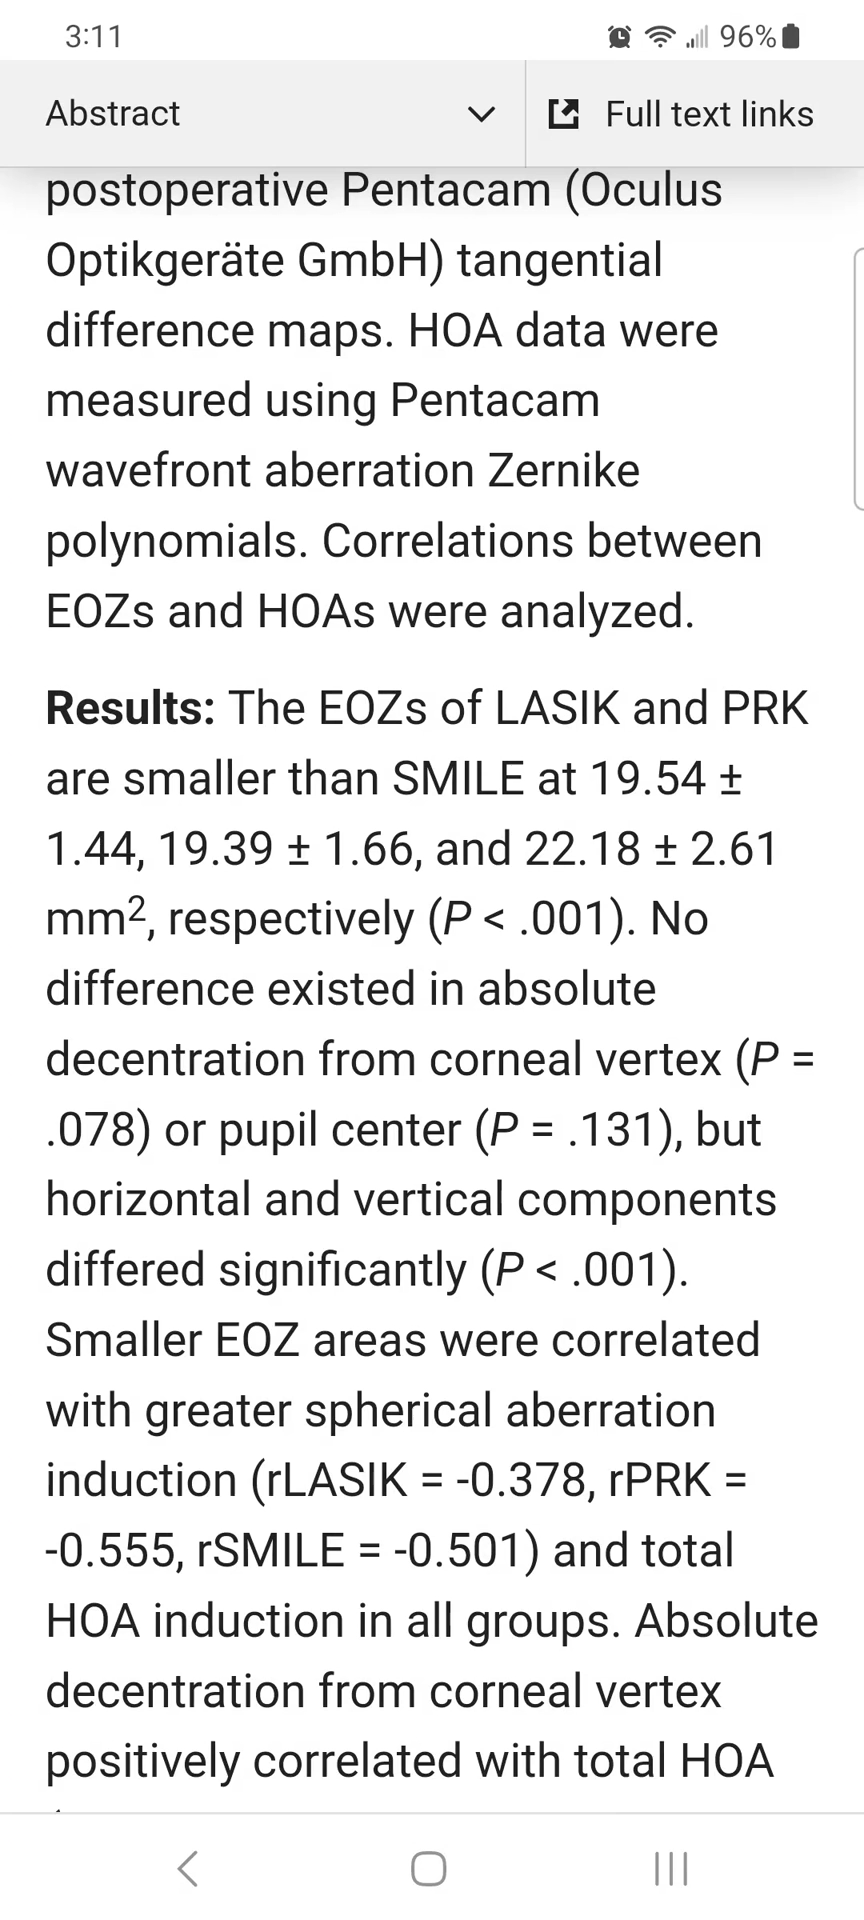 3:11 96%
Abstract Full text links
postoperative Pentacam (Oculus
Optikgeräte GmbH) tangential
difference maps. HOA data were
measured using Pentacam
wavefront aberration Zernike
polynomials. Correlations between
EOZs and HOAs were analyzed.
Results: The EOZs of LASIK and PRK
are smaller than SMILE at 19.54 ±
1.44, 19.39 ± 1.66, and 22.18 ± 2.61
mm², respectively (P < .001). No
difference existed in absolute
decentration from corneal vertex (P =
.078) or pupil center (P = .131), but
horizontal and vertical components
differed significantly (P < .001).
Smaller EOZ areas were correlated
with greater spherical aberration
induction (rLASIK = -0.378, rPRK =
-0.555, rSMILE = -0.501) and total
HOA induction in all groups. Absolute
decentration from corneal vertex
positively correlated with total HOA